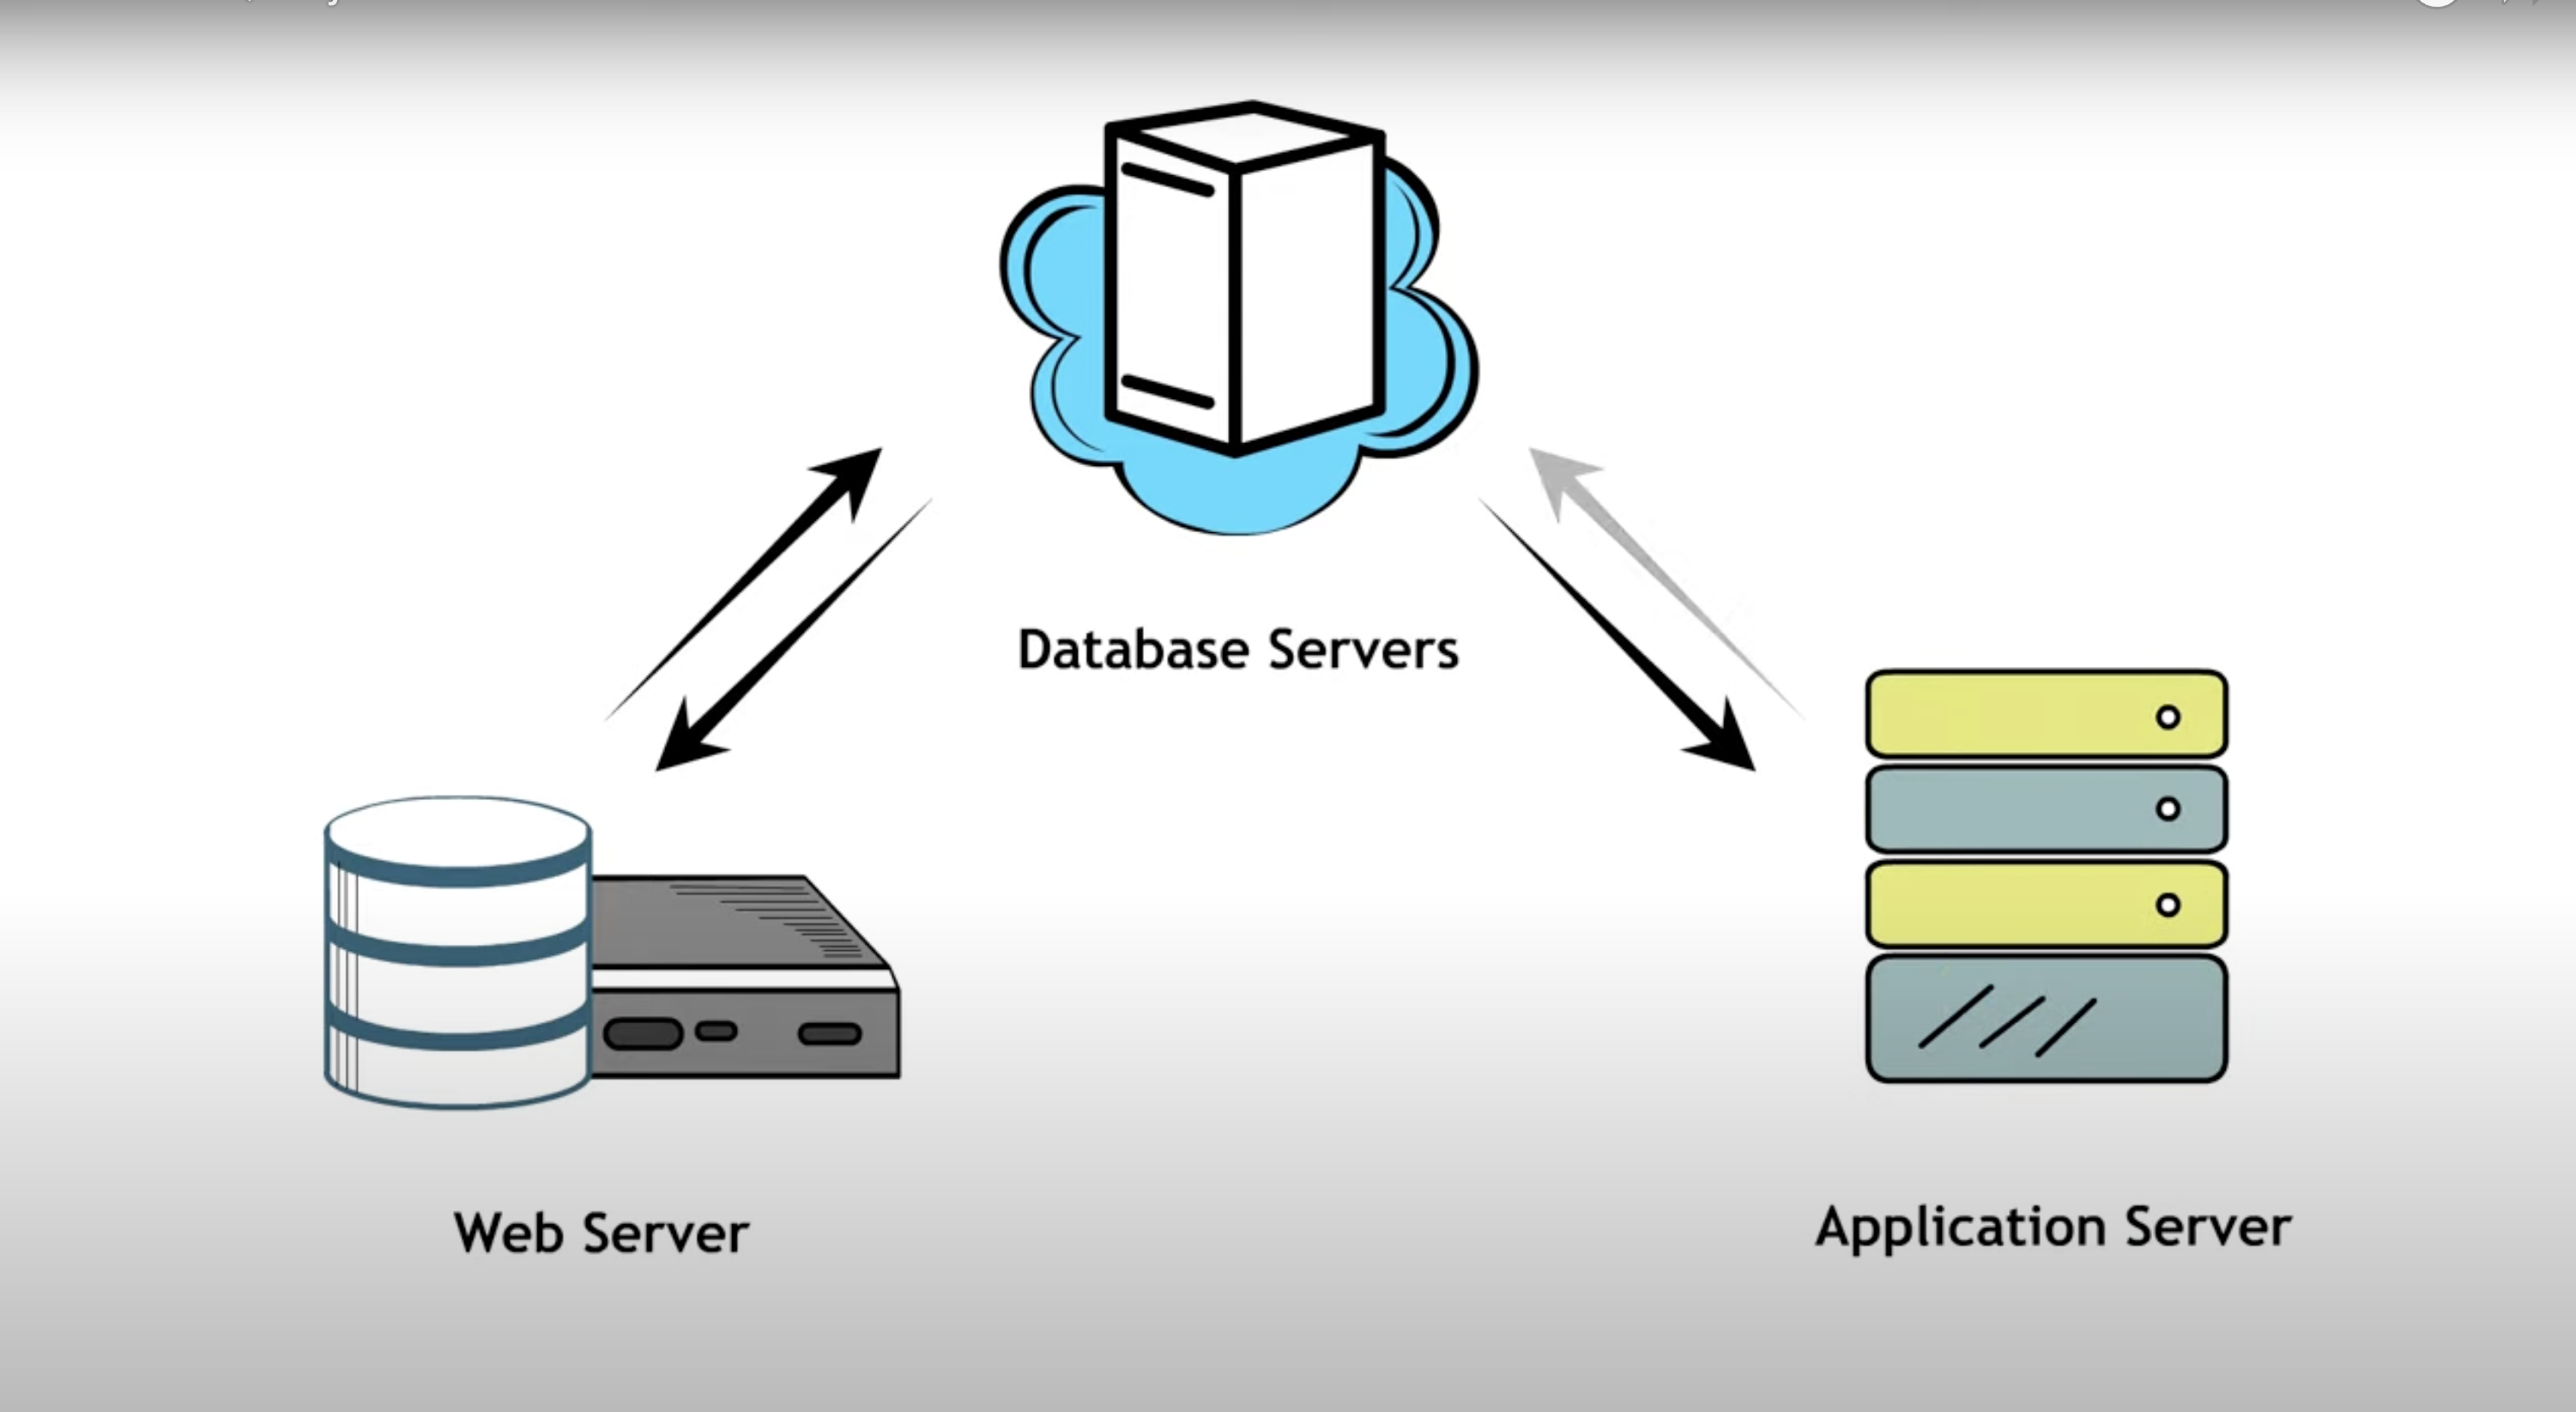 Database Servers
Web Server
Application Server